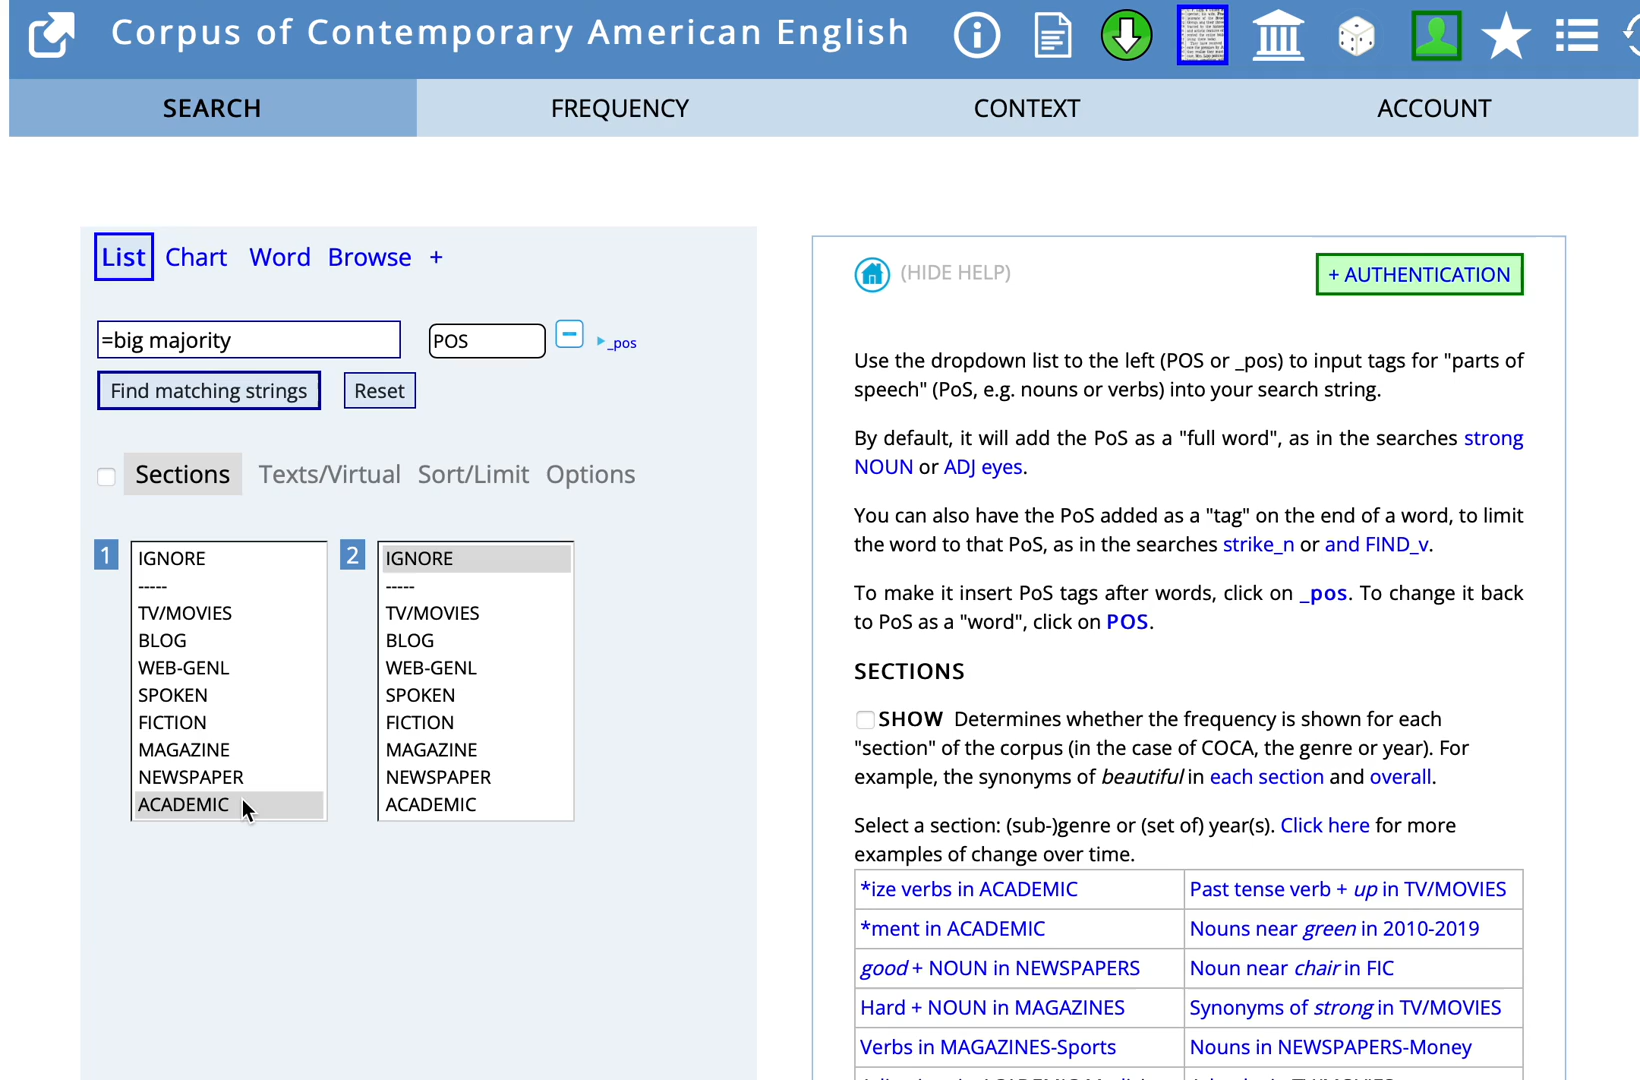 Corpus of Contemporary American English
SEARCH FREQUENCY CONTEXT ACCOUNT
List Chart Word Browse +
=big majority POS _pos
Find matching strings Reset
Sections Texts/Virtual Sort/Limit Options
1 IGNORE
-----
TV/MOVIES
BLOG
WEB-GENL
SPOKEN
FICTION
MAGAZINE
NEWSPAPER
ACADEMIC
2 IGNORE
-----
TV/MOVIES
BLOG
WEB-GENL
SPOKEN
FICTION
MAGAZINE
NEWSPAPER
ACADEMIC
(HIDE HELP) + AUTHENTICATION
Use the dropdown list to the left (POS or _pos) to input tags for "parts of
speech" (PoS, e.g. nouns or verbs) into your search string.
By default, it will add the PoS as a "full word", as in the searches strong
NOUN or ADJ eyes.
You can also have the PoS added as a "tag" on the end of a word, to limit
the word to that PoS, as in the searches strike_n or and FIND_v.
To make it insert PoS tags after words, click on _pos. To change it back
to PoS as a "word", click on POS.
SECTIONS
SHOW Determines whether the frequency is shown for each
"section" of the corpus (in the case of COCA, the genre or year). For
example, the synonyms of beautiful in each section and overall.
Select a section: (sub-)genre or (set of) year(s). Click here for more
examples of change over time.
*ize verbs in ACADEMIC Past tense verb + up in TV/MOVIES
*ment in ACADEMIC Nouns near green in 2010-2019
good + NOUN in NEWSPAPERS Noun near chair in FIC
Hard + NOUN in MAGAZINES Synonyms of strong in TV/MOVIES
Verbs in MAGAZINES-Sports Nouns in NEWSPAPERS-Money